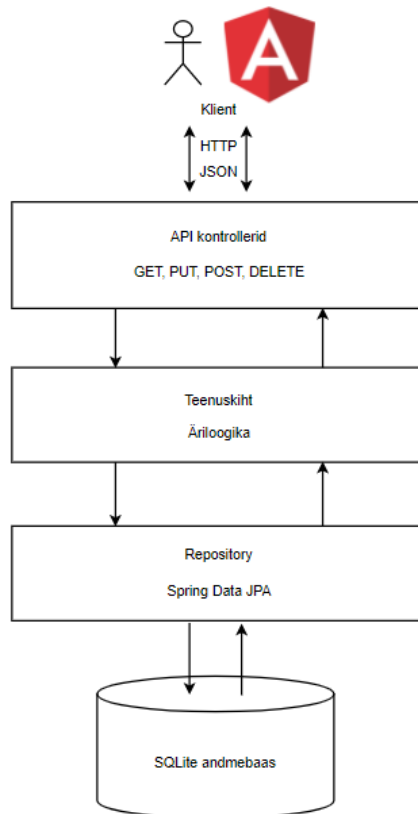 A
Klient
HTTP
JSON
API kontrollerid
GET, PUT, POST, DELETE
Teenuskiht
Äriloogika
Repository
Spring Data JPA
SQLite andmebaas